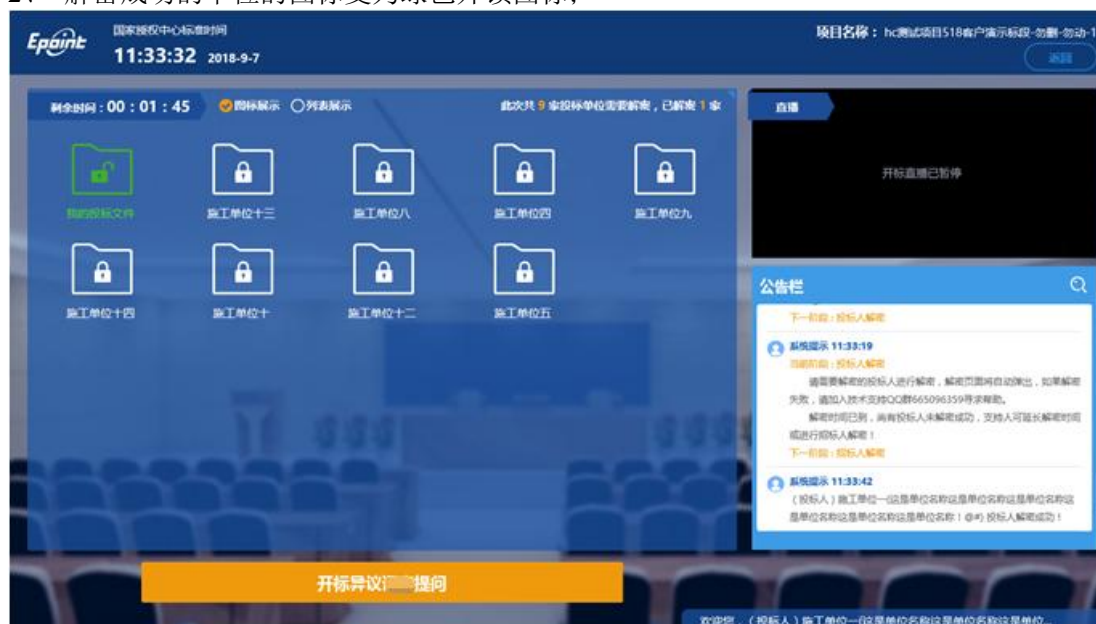 2、解密成功的单位的图标变为绿色开锁图标；
Epoint
国家授权中心标准时间
11:33:32 2018-9-7
项目名称：hc测试项目518客户演示标段-勿删-勿动-1
返回
剩余时间：00：01：45
图标展示
列表展示
此次共 9 家投标单位需要解密，已解密 1 家
我的投标文件
施工单位十三
施工单位八
施工单位四
施工单位九
施工单位十四
施工单位十
施工单位十二
施工单位五
直播
开标直播已暂停
公告栏
下一阶段：投标人解密
系统提示 11:33:19
当前阶段：投标人解密
请需要解密的投标人进行解密，解密页面将自动弹出，如果解密
失败，请加入技术支持QQ群665096359寻求帮助。
解密时间已到，尚有投标人未解密成功，支持人可延长解密时间
或进行招标人解密！
下一阶段：招标人解密
系统提示 11:33:42
（投标人）施工单位一(这是单位名称这是单位名称这是单位名称这
是单位名称这是单位名称这是单位名称！@#) 投标人解密成功！
开标异议 提问
欢迎您，（投标人）施工单位一(这是单位名称这是单位名称这是单位...